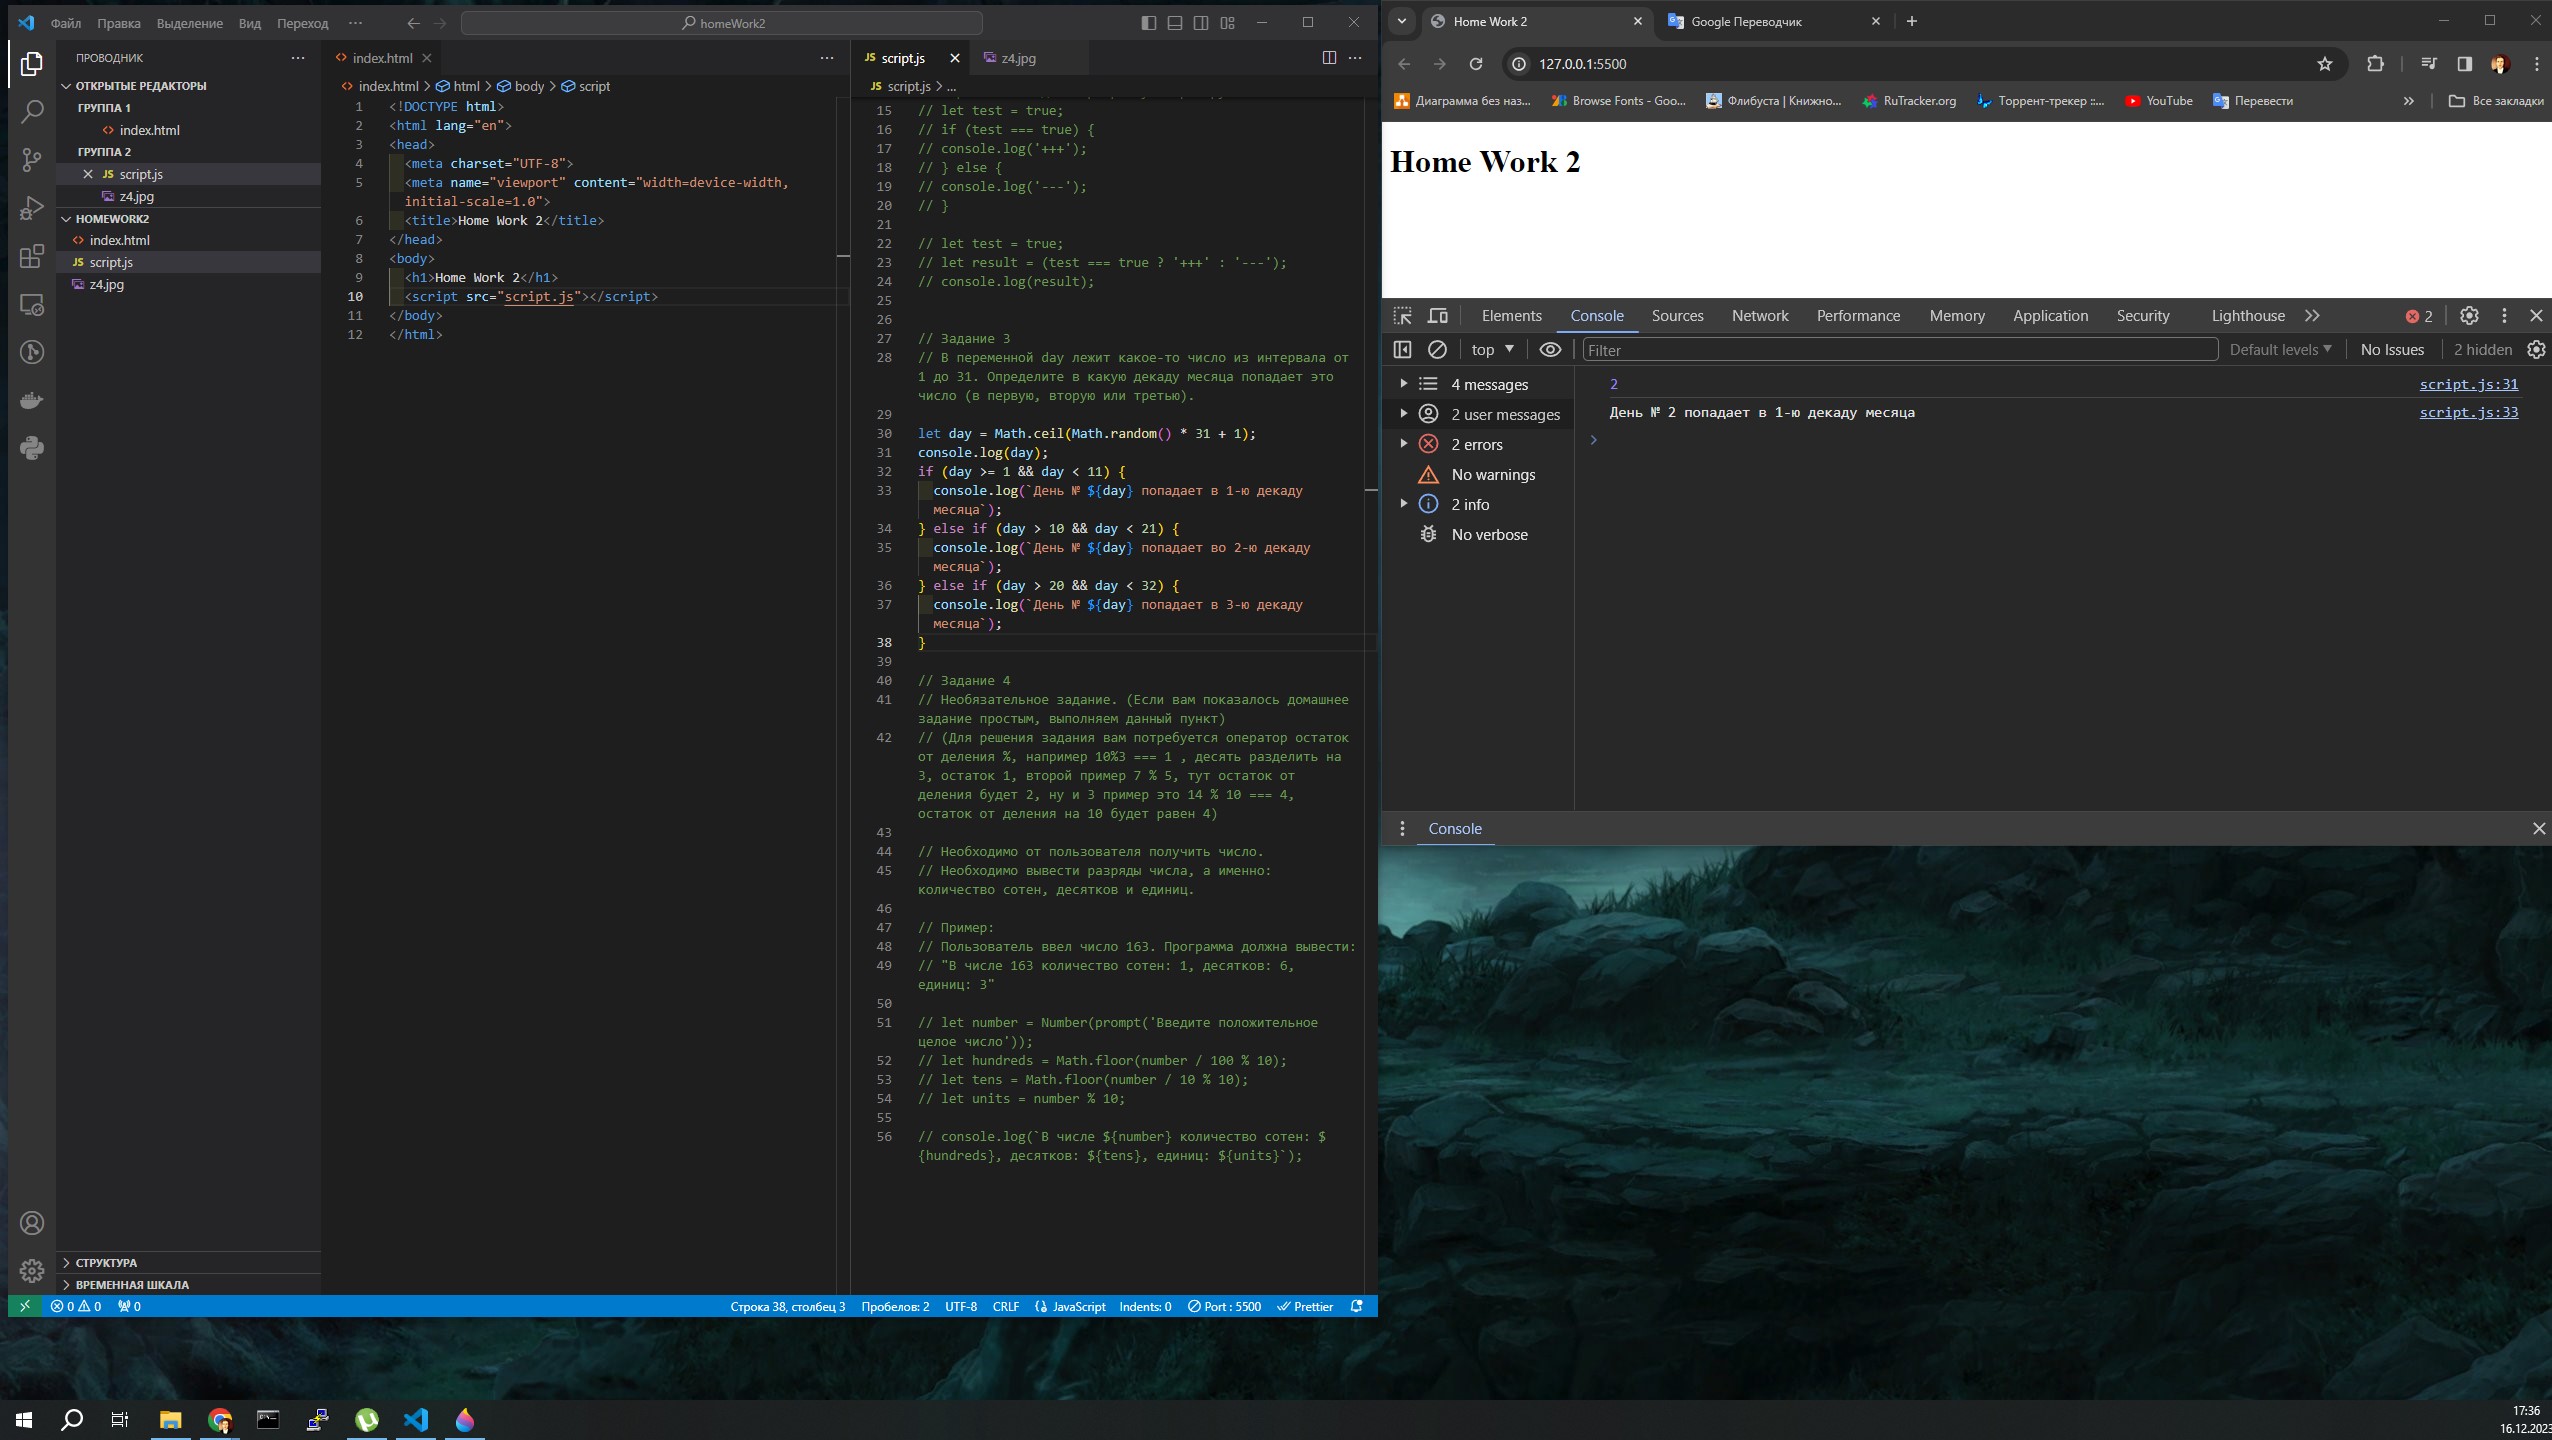 Файл Правка Выделение Вид Переход ··· homeWork2
ПРОВОДНИК ···
ОТКРЫТЫЕ РЕДАКТОРЫ
ГРУППА 1
index.html
ГРУППА 2
JS script.js
z4.jpg
HOMEWORK2
index.html
JS script.js
z4.jpg
СТРУКТУРА
ВРЕМЕННАЯ ШКАЛА
index.html
index.html > html > body > script
1 <!DOCTYPE html>
2 <html lang="en">
3 <head>
4 <meta charset="UTF-8">
5 <meta name="viewport" content="width=device-width,
initial-scale=1.0">
6 <title>Home Work 2</title>
7 </head>
8 <body>
9 <h1>Home Work 2</h1>
10 <script src="script.js"></script>
11 </body>
12 </html>
JS script.js z4.jpg
JS script.js > ...
15 // let test = true;
16 // if (test === true) {
17 // console.log('+++');
18 // } else {
19 // console.log('---');
20 // }
21
22 // let test = true;
23 // let result = (test === true ? '+++' : '---');
24 // console.log(result);
25
26
27 // Задание 3
28 // В переменной day лежит какое-то число из интервала от
1 до 31. Определите в какую декаду месяца попадает это
число (в первую, вторую или третью).
29
30 let day = Math.ceil(Math.random() * 31 + 1);
31 console.log(day);
32 if (day >= 1 && day < 11) {
33 console.log(`День № ${day} попадает в 1-ю декаду
месяца`);
34 } else if (day > 10 && day < 21) {
35 console.log(`День № ${day} попадает во 2-ю декаду
месяца`);
36 } else if (day > 20 && day < 32) {
37 console.log(`День № ${day} попадает в 3-ю декаду
месяца`);
38 }
39
40 // Задание 4
41 // Необязательное задание. (Если вам показалось домашнее
задание простым, выполняем данный пункт)
42 // (Для решения задания вам потребуется оператор остаток
от деления %, например 10%3 === 1 , десять разделить на
3, остаток 1, второй пример 7 % 5, тут остаток от
деления будет 2, ну и 3 пример это 14 % 10 === 4,
остаток от деления на 10 будет равен 4)
43
44 // Необходимо от пользователя получить число.
45 // Необходимо вывести разряды числа, а именно:
количество сотен, десятков и единиц.
46
47 // Пример:
48 // Пользователь ввел число 163. Программа должна вывести:
49 // "В числе 163 количество сотен: 1, десятков: 6,
единиц: 3"
50
51 // let number = Number(prompt('Введите положительное
целое число'));
52 // let hundreds = Math.floor(number / 100 % 10);
53 // let tens = Math.floor(number / 10 % 10);
54 // let units = number % 10;
55
56 // console.log(`В числе ${number} количество сотен: $
{hundreds}, десятков: ${tens}, единиц: ${units}`);
0 0 0 Строка 38, столбец 3 Пробелов: 2 UTF-8 CRLF JavaScript Indents: 0 Port : 5500 Prettier
Home Work 2 Google Переводчик
127.0.0.1:5500
Диаграмма без наз... Browse Fonts - Goo... Флибуста | Книжно... RuTracker.org Торрент-трекер ::... YouTube Перевести » Все закладки
Home Work 2
Elements Console Sources Network Performance Memory Application Security Lighthouse 2
top Filter Default levels No Issues 2 hidden
4 messages
2 user messages
2 errors
No warnings
2 info
No verbose
2 script.js:31
День № 2 попадает в 1-ю декаду месяца script.js:33
Console
17:36
16.12.2023